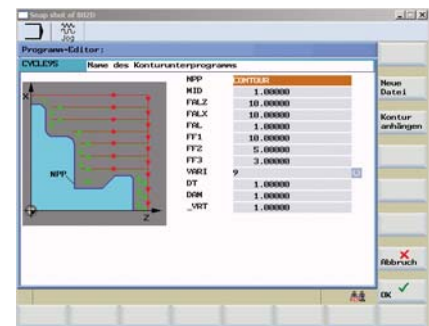 Snap shot of 802D
Jog
Programm-Editor:
CYCLE95 Name des Konturunterprogramms
NPP CONTOUR
MID 1.00000
FALZ 10.00000
FALX 10.00000
FAL 1.00000
FF1 10.00000
FF2 5.00000
FF3 3.00000
VARI 9
DT 1.00000
DAM 1.00000
_VRT 1.00000
X
NPP
Z
Neue
Datei
Kontur
anhängen
Abbruch
OK